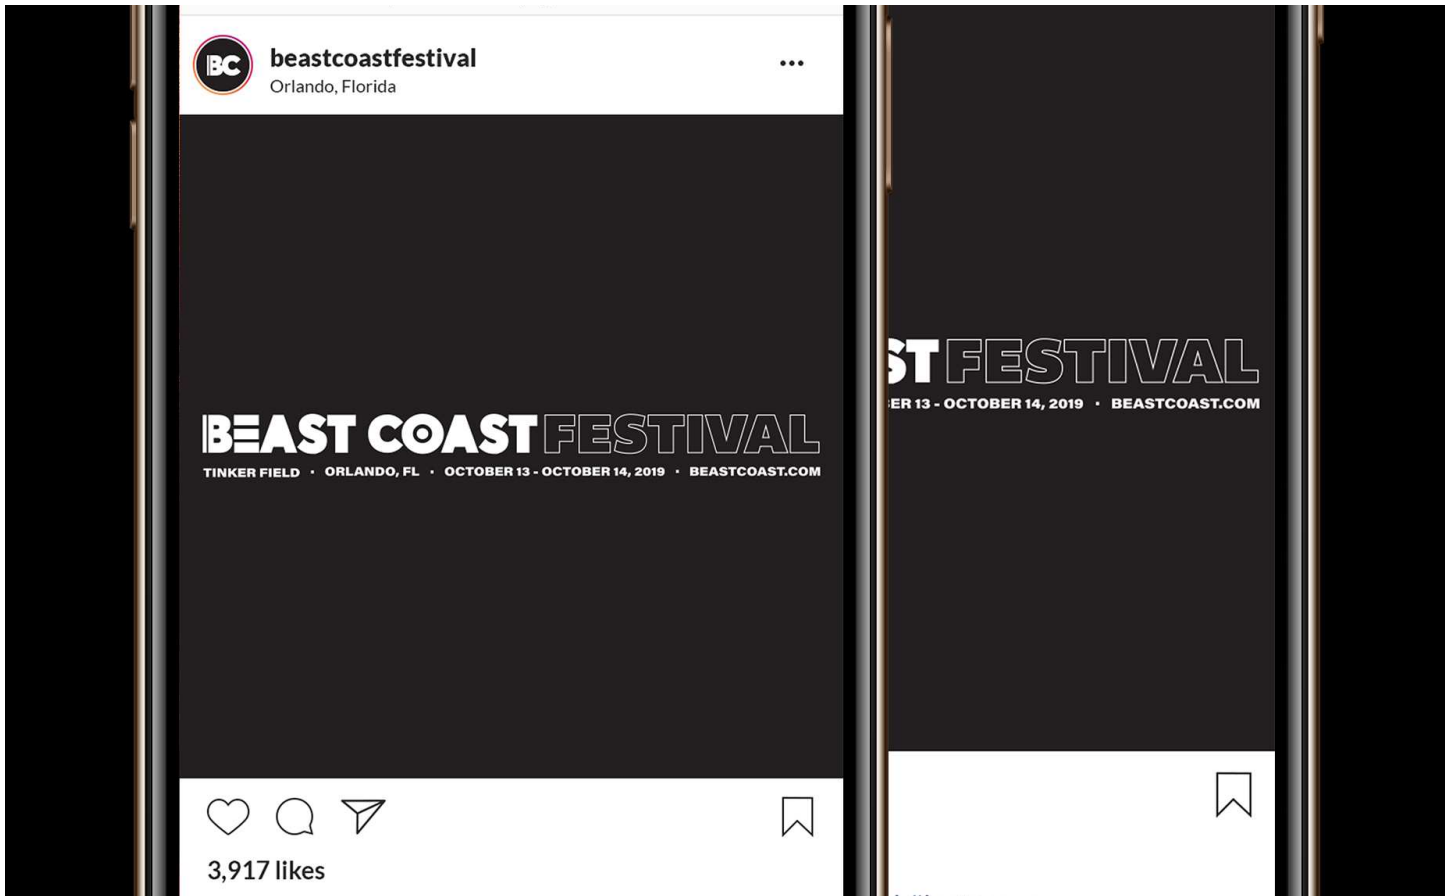 BC
beastcoastfestival
Orlando, Florida
BEAST COAST FESTIVAL
TINKER FIELD · ORLANDO, FL · OCTOBER 13 - OCTOBER 14, 2019 · BEASTCOAST.COM
3,917 likes
ST FESTIVAL
ER 13 - OCTOBER 14, 2019 · BEASTCOAST.COM